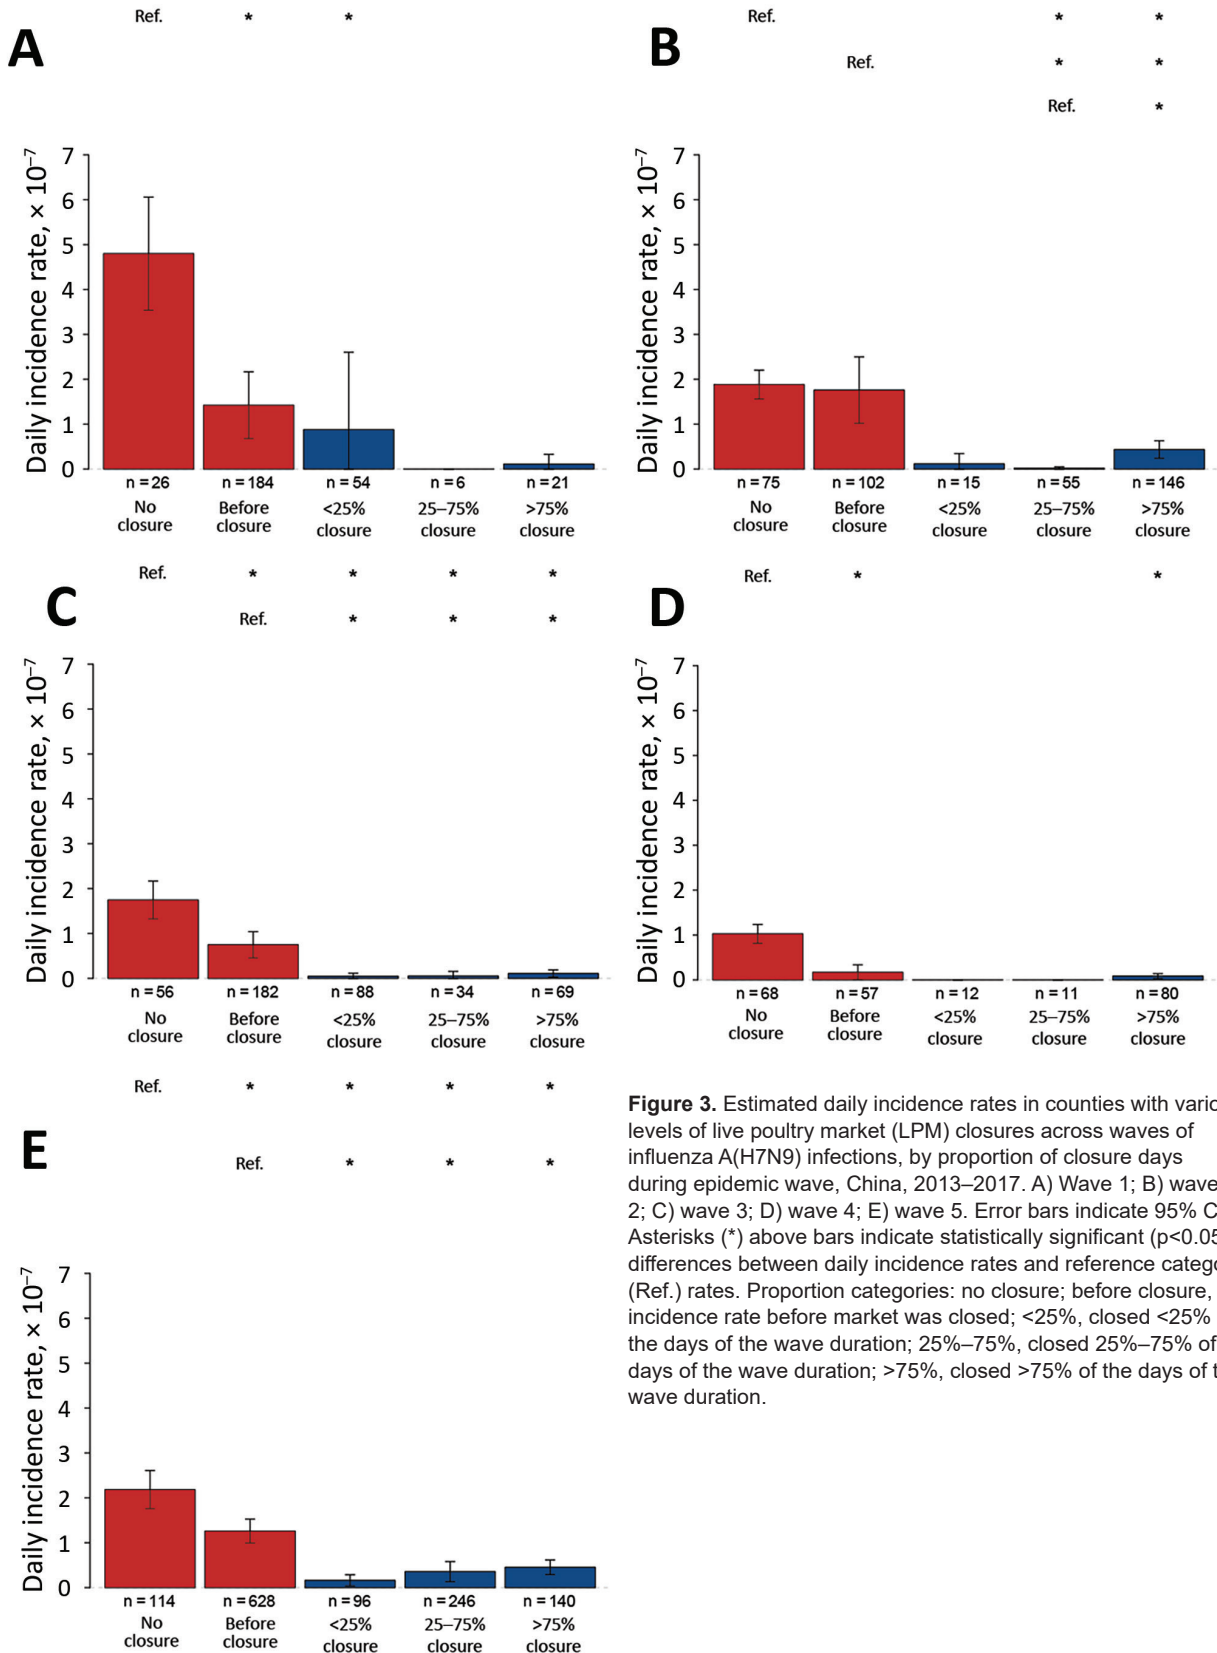 Ref. * *
A
Daily incidence rate, × 10⁻⁷
7
6
5
4
3
2
1
0
n = 26 n = 184 n = 54 n = 6 n = 21
No closure Before closure <25% closure 25–75% closure >75% closure
Ref. * *
Ref. * *
Ref. *
B
Daily incidence rate, × 10⁻⁷
7
6
5
4
3
2
1
0
n = 75 n = 102 n = 15 n = 55 n = 146
No closure Before closure <25% closure 25–75% closure >75% closure
Ref. * * * *
Ref. * * *
C
Daily incidence rate, × 10⁻⁷
7
6
5
4
3
2
1
0
n = 56 n = 182 n = 88 n = 34 n = 69
No closure Before closure <25% closure 25–75% closure >75% closure
Ref. * *
D
Daily incidence rate, × 10⁻⁷
7
6
5
4
3
2
1
0
n = 68 n = 57 n = 12 n = 11 n = 80
No closure Before closure <25% closure 25–75% closure >75% closure
Ref. * * * *
Ref. * * *
E
Daily incidence rate, × 10⁻⁷
7
6
5
4
3
2
1
0
n = 114 n = 628 n = 96 n = 246 n = 140
No closure Before closure <25% closure 25–75% closure >75% closure
Figure 3. Estimated daily incidence rates in counties with
levels of live poultry market (LPM) closures across waves of
influenza A(H7N9) infections, by proportion of closure days
during epidemic wave, China, 2013–2017. A) Wave 1; B) wave
2; C) wave 3; D) wave 4; E) wave 5. Error bars indicate 95%
Asterisks (*) above bars indicate statistically significant (p<0.05
differences between daily incidence rates and reference
(Ref.) rates. Proportion categories: no closure; before closure,
incidence rate before market was closed; <25%, closed <25%
the days of the wave duration; 25%–75%, closed 25%–75% of
days of the wave duration; >75%, closed >75% of the days of
wave duration.